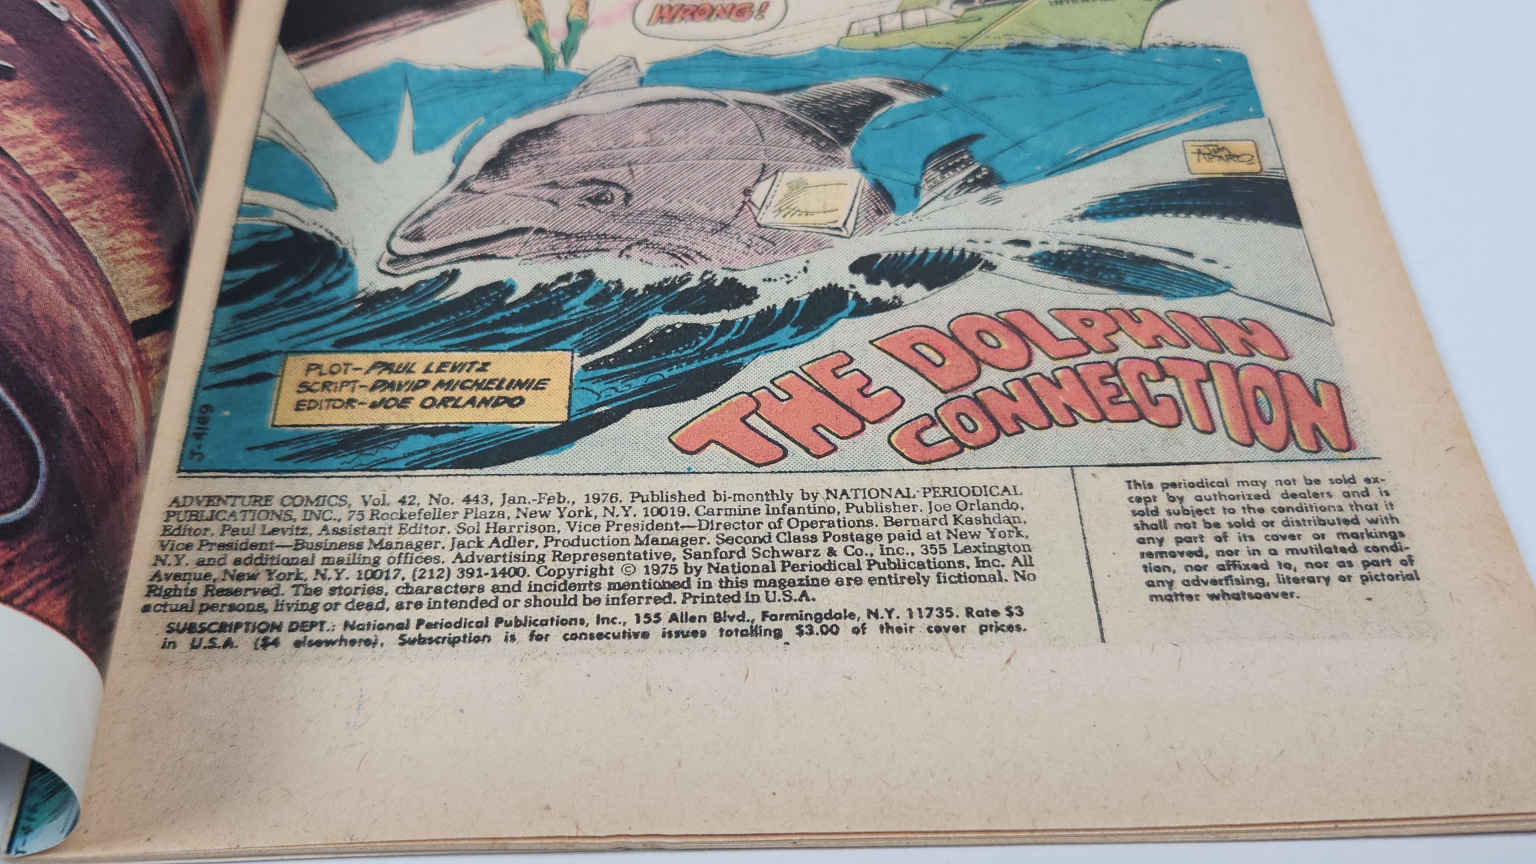 WRONG!
JIM APARO
PLOT-PAUL LEVITZ
SCRIPT-DAVID MICHELINIE
EDITOR-JOE ORLANDO
J-4189
THE DOLPHIN
CONNECTION
ADVENTURE COMICS, Vol. 42, No. 443, Jan.-Feb., 1976. Published bi-monthly by NATIONAL PERIODICAL
PUBLICATIONS, INC., 75 Rockefeller Plaza, New York, N.Y. 10019. Carmine Infantino, Publisher. Joe Orlando,
Editor. Paul Levitz, Assistant Editor. Sol Harrison, Vice President—Director of Operations. Bernard Kashdan,
Vice President—Business Manager. Jack Adler, Production Manager. Second Class Postage paid at New York,
N.Y. and additional mailing offices. Advertising Representative, Sanford Schwarz & Co., Inc., 355 Lexington
Avenue, New York, N.Y. 10017, (212) 391-1400. Copyright © 1975 by National Periodical Publications, Inc. All
Rights Reserved. The stories, characters and incidents mentioned in this magazine are entirely fictional. No
actual persons, living or dead, are intended or should be inferred. Printed in U.S.A.
SUBSCRIPTION DEPT.: National Periodical Publications, Inc., 155 Allen Blvd., Farmingdale, N.Y. 11735. Rate $3
in U.S.A. ($4 elsewhere). Subscription is for consecutive issues totalling $3.00 of their cover prices.
This periodical may not be sold ex-
cept by authorized dealers and is
sold subject to the conditions that it
shall not be sold or distributed with
any part of its cover or markings
removed, nor in a mutilated condi-
tion, nor affixed to, nor as part of
any advertising, literary or pictorial
matter whatsoever.